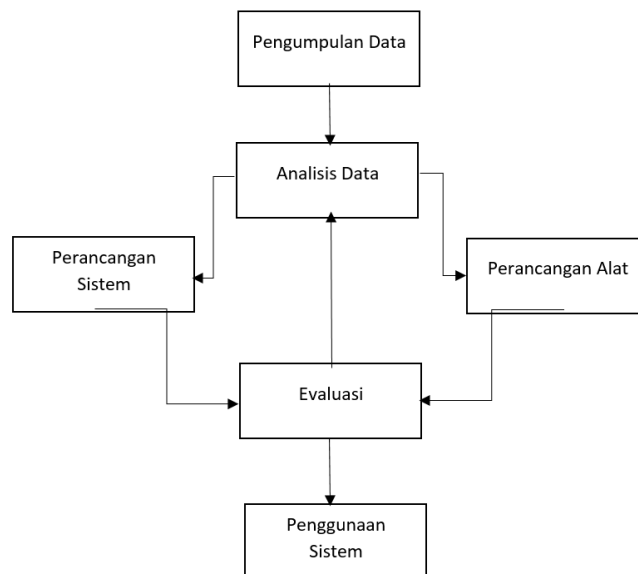 Pengumpulan Data
Analisis Data
Perancangan
Sistem
Perancangan Alat
Evaluasi
Penggunaan
Sistem